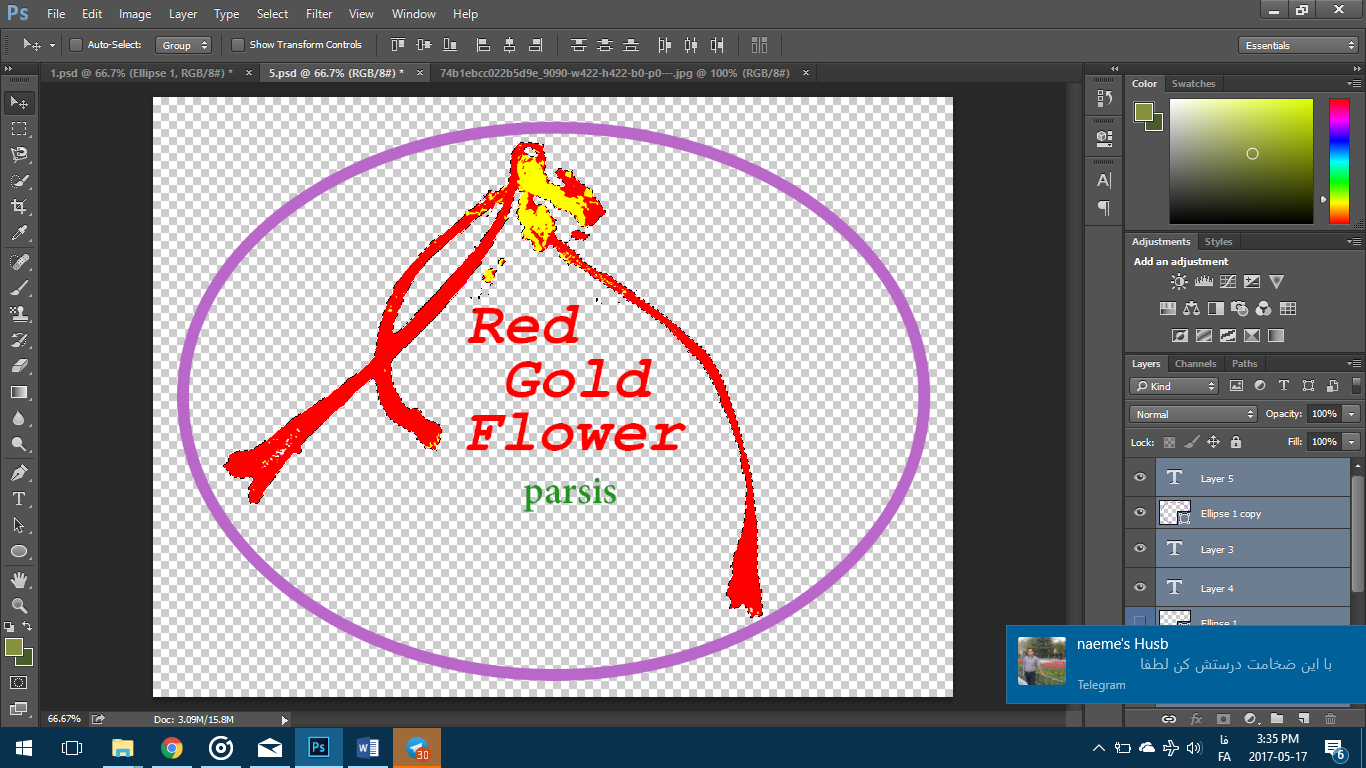 Ps File Edit Image Layer Type Select Filter View Window Help
Auto-Select: Group Show Transform Controls Essentials
1.psd @ 66.7% (Ellipse 1, RGB/8#) * × 5.psd @ 66.7% (RGB/8#) * × 74b1ebcc022b5d9e_9090-w422-h422-b0-p0---.jpg @ 100% (RGB/8#) ×
Color Swatches
Adjustments Styles
Add an adjustment
Red
Gold
Flower
parsis
Layers Channels Paths
Kind
Normal Opacity: 100%
Lock: Fill: 100%
Layer 5
Ellipse 1 copy
Layer 3
Layer 4
Ellipse 1
naeme's Husb
با این ضخامت درستش کن لطفا
Telegram
66.67% Doc: 3.09M/15.8M
fx
Ps W 30
فا 3:35 PM
FA 2017-05-17 6